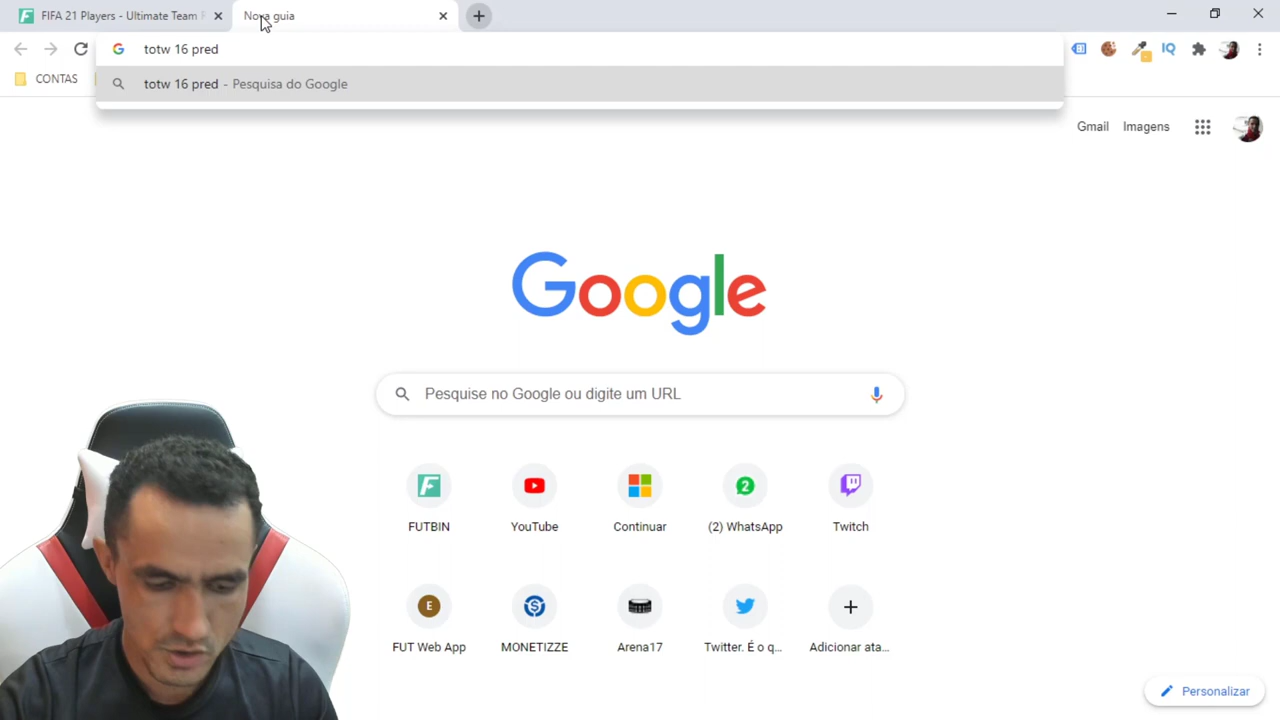 FIFA 21 Players - Ultimate Team
Nova guia
totw 16 pred
CONTAS
totw 16 pred - Pesquisa do Google
IQ
Gmail Imagens
Google
Pesquise no Google ou digite um URL
FUTBIN YouTube Continuar (2) WhatsApp Twitch
FUT Web App MONETIZZE Arena17 Twitter. É o q... Adicionar ata...
Personalizar